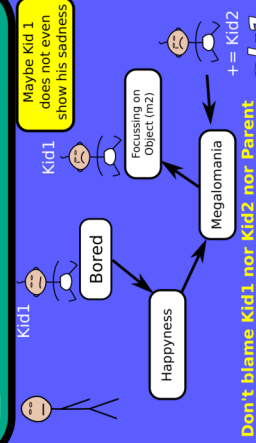 Maybe Kid 1
does not even
show his sadness
Kid1
Kid1
+= Kid2
Bored
Focussing on
Object (m2)
Happyness
Megalomania
Don't blame Kid1 nor Kid2 nor Parent